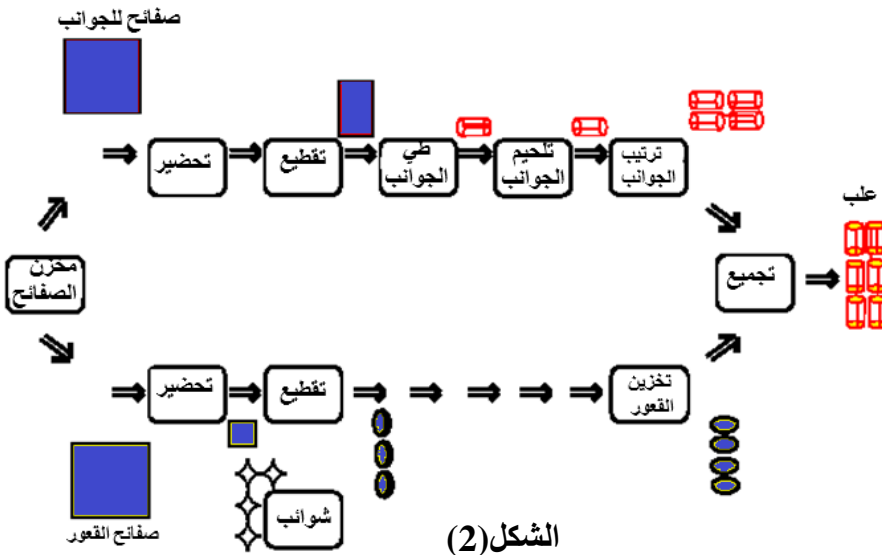 صفائح للجوانب
تحضير
تقطيع
طي
الجوانب
تلحيم
الجوانب
ترتيب
الجوانب
علب
مخزن
الصفائح
تجميع
تحضير
تقطيع
تخزين
القعور
صفائح القعور
شوائب
الشكل(2)